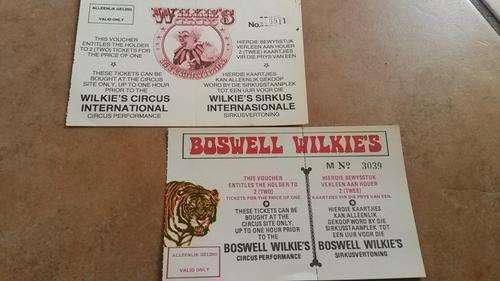 ALLEENLIK GELDIG
VALID ONLY
WILKIE'S
No.
THIS VOUCHER
ENTITLES THE HOLDER
TO 2 (TWO) TICKETS FOR
THE PRICE OF ONE
THESE TICKETS CAN BE
BOUGHT AT THE CIRCUS
SITE ONLY, UP TO ONE
HOUR PRIOR TO THE
WILKIE'S CIRCUS
INTERNATIONAL
CIRCUS PERFORMANCE
HIERDIE BEWYSSTUK
VERLEEN AAN HOUER
2 (TWEE) KAARTJIES
VIR DIE PRYS VAN EEN.
HIERDIE KAARTJIES
KAN ALLEEN GEKOOP
WORD BY DIE SIRKUSSTAANPLEK
TOT EEN UUR VOOR DIE
WILKIE'S SIRKUS
INTERNASIONALE
SIRKUSVERTONING
BOSWELL WILKIE'S
M No 3039
THIS VOUCHER
ENTITLES THE HOLDER TO
2 (TWO)
TICKETS FOR THE PRICE OF ONE
THESE TICKETS CAN BE
BOUGHT AT THE
CIRCUS SITE ONLY,
UP TO ONE HOUR PRIOR
TO THE
BOSWELL WILKIE'S
CIRCUS PERFORMANCE
HIERDIE BEWYSSTUK
VERLEEN AAN HOUER
2 (TWEE)
KAARTJIES VIR DIE PRYS VAN EEN.
HIERDIE KAARTJIES
KAN ALLEENLIK
GEKOOP WORD BY DIE
SIRKUSSTAANPLEK TOT
EEN UUR VOOR DIE
BOSWELL WILKIE'S
SIRKUSVERTONING
ALLEENLIK GELDIG
VALID ONLY